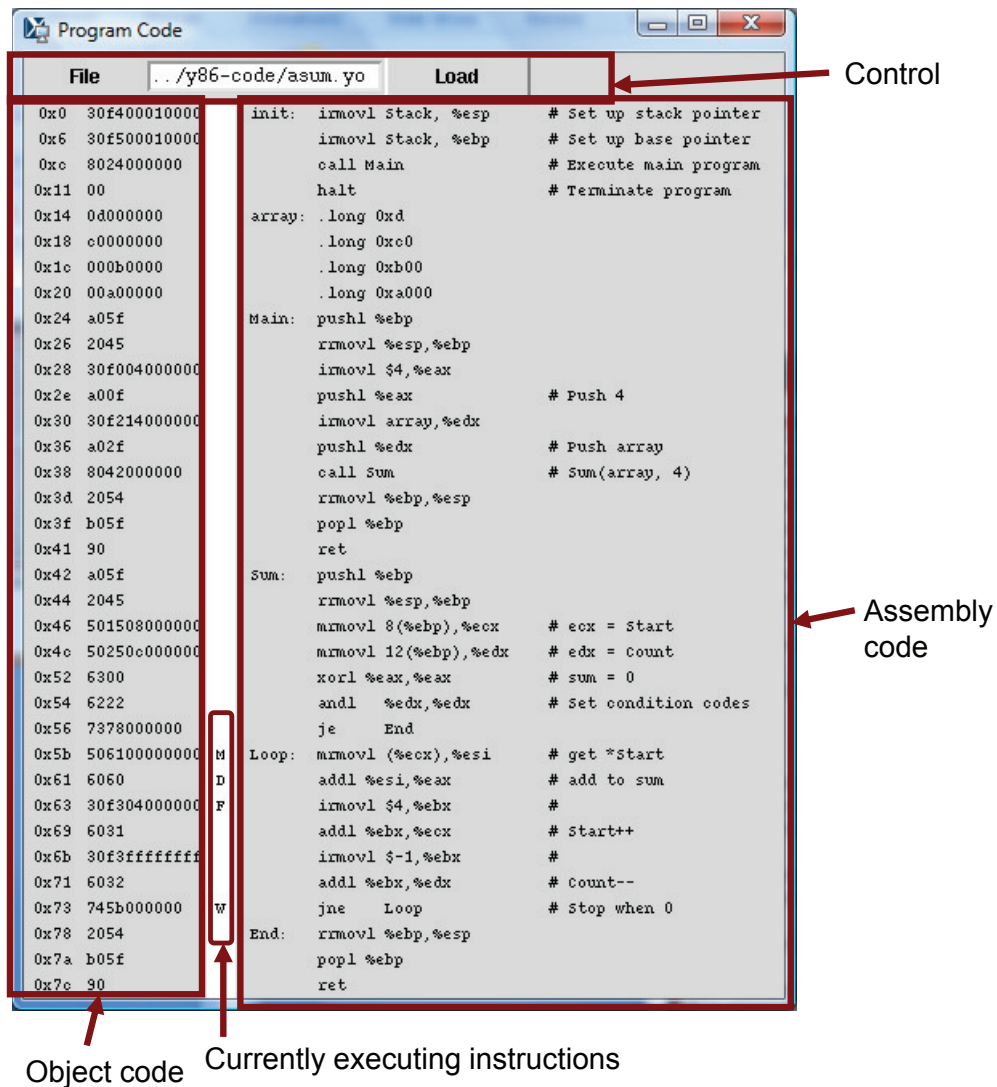 Program Code
File ../y86-code/asum.yo Load
Control
0x0 30f400010000 init: irmovl Stack, %esp # Set up stack pointer
0x6 30f500010000 irmovl Stack, %ebp # Set up base pointer
0xc 8024000000 call Main # Execute main program
0x11 00 halt # Terminate program
0x14 0d000000 array: .long 0xd
0x18 c0000000 .long 0xc0
0x1c 000b0000 .long 0xb00
0x20 00a00000 .long 0xa000
0x24 a05f Main: pushl %ebp
0x26 2045 rrmovl %esp,%ebp
0x28 30f004000000 irmovl $4,%eax
0x2e a00f pushl %eax # Push 4
0x30 30f214000000 irmovl array,%edx
0x36 a02f pushl %edx # Push array
0x38 8042000000 call Sum # Sum(array, 4)
0x3d 2054 rrmovl %ebp,%esp
0x3f b05f popl %ebp
0x41 90 ret
0x42 a05f Sum: pushl %ebp
0x44 2045 rrmovl %esp,%ebp
0x46 501508000000 mrmovl 8(%ebp),%ecx # ecx = Start
0x4c 50250c000000 mrmovl 12(%ebp),%edx # edx = Count
0x52 6300 xorl %eax,%eax # sum = 0
0x54 6222 andl %edx,%edx # Set condition codes
0x56 7378000000 je End
0x5b 506100000000 M Loop: mrmovl (%ecx),%esi # get *Start
0x61 6060 D addl %esi,%eax # add to sum
0x63 30f304000000 F irmovl $4,%ebx #
0x69 6031 addl %ebx,%ecx # Start++
0x6b 30f3ffffffff irmovl $-1,%ebx #
0x71 6032 addl %ebx,%edx # Count--
0x73 745b000000 W jne Loop # Stop when 0
0x78 2054 End: rrmovl %ebp,%esp
0x7a b05f popl %ebp
0x7c 90 ret
Assembly
code
Object code
Currently executing instructions